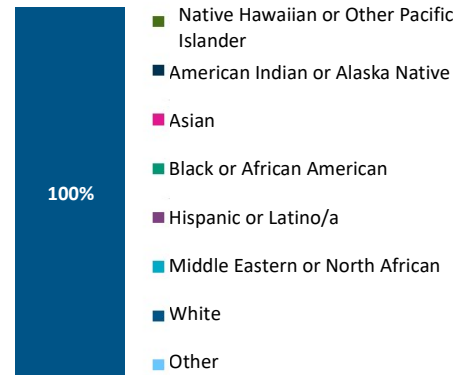 100%
Native Hawaiian or Other Pacific
Islander
American Indian or Alaska Native
Asian
Black or African American
Hispanic or Latino/a
Middle Eastern or North African
White
Other